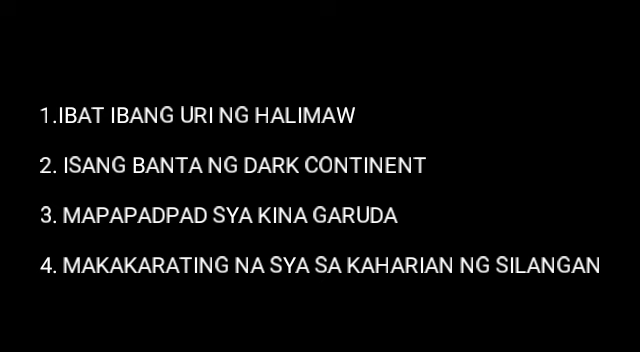 1.IBAT IBANG URI NG HALIMAW
2. ISANG BANTA NG DARK CONTINENT
3. MAPAPADPAD SYA KINA GARUDA
4. MAKAKARATING NA SYA SA KAHARIAN NG SILANGAN